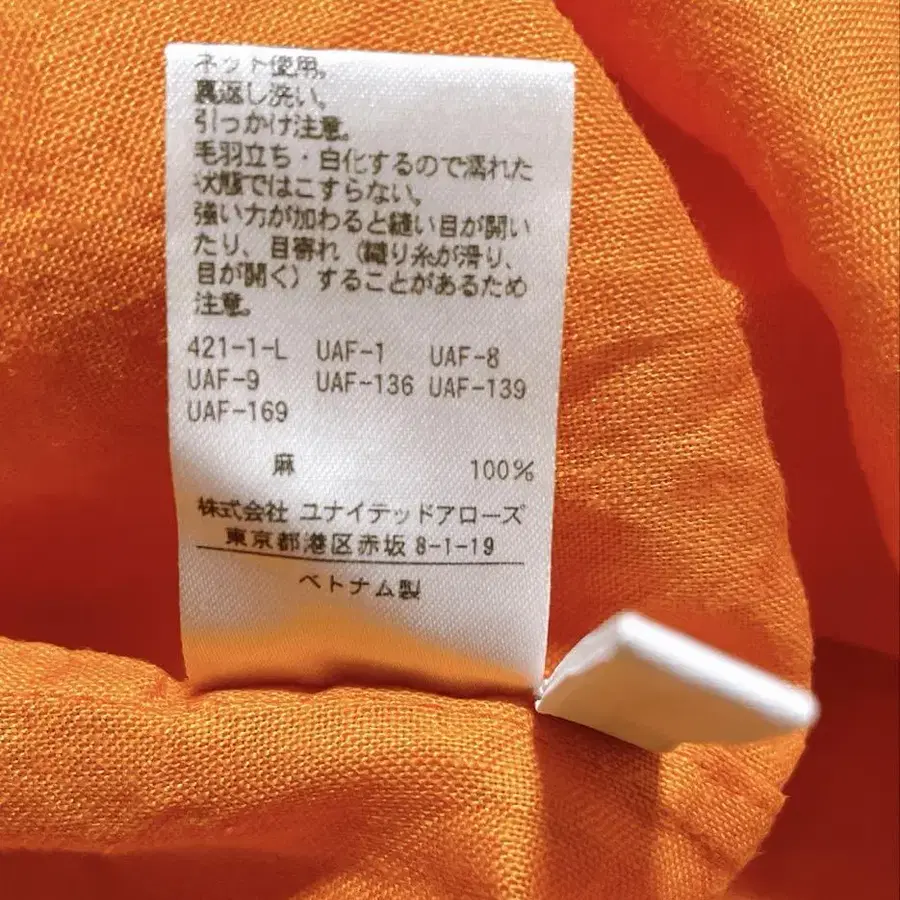 ネット使用。
裏返し洗い。
引っかけ注意。
毛羽立ち・白化するので濡れた
状態ではこすらない。
強い力が加わると縫い目が開い
たり、目寄れ（織り糸が滑り、
目が開く）することがあるため
注意。
421-1-L UAF-1 UAF-8
UAF-9 UAF-136 UAF-139
UAF-169
麻 100%
株式会社 ユナイテッドアローズ
東京都港区赤坂 8-1-19
ベトナム製